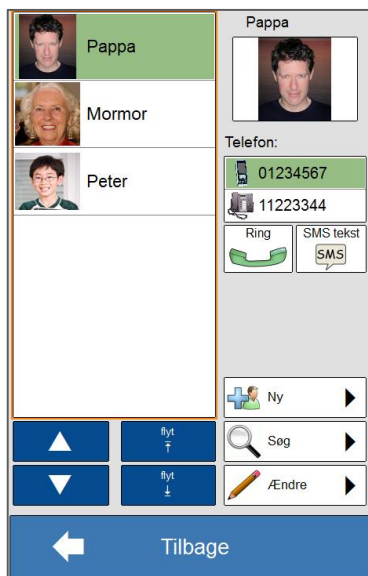 Pappa
Mormor
Peter
Pappa
Telefon:
01234567
11223344
Ring
SMS tekst
SMS
Ny
Søg
Ændre
flyt
flyt
Tilbage